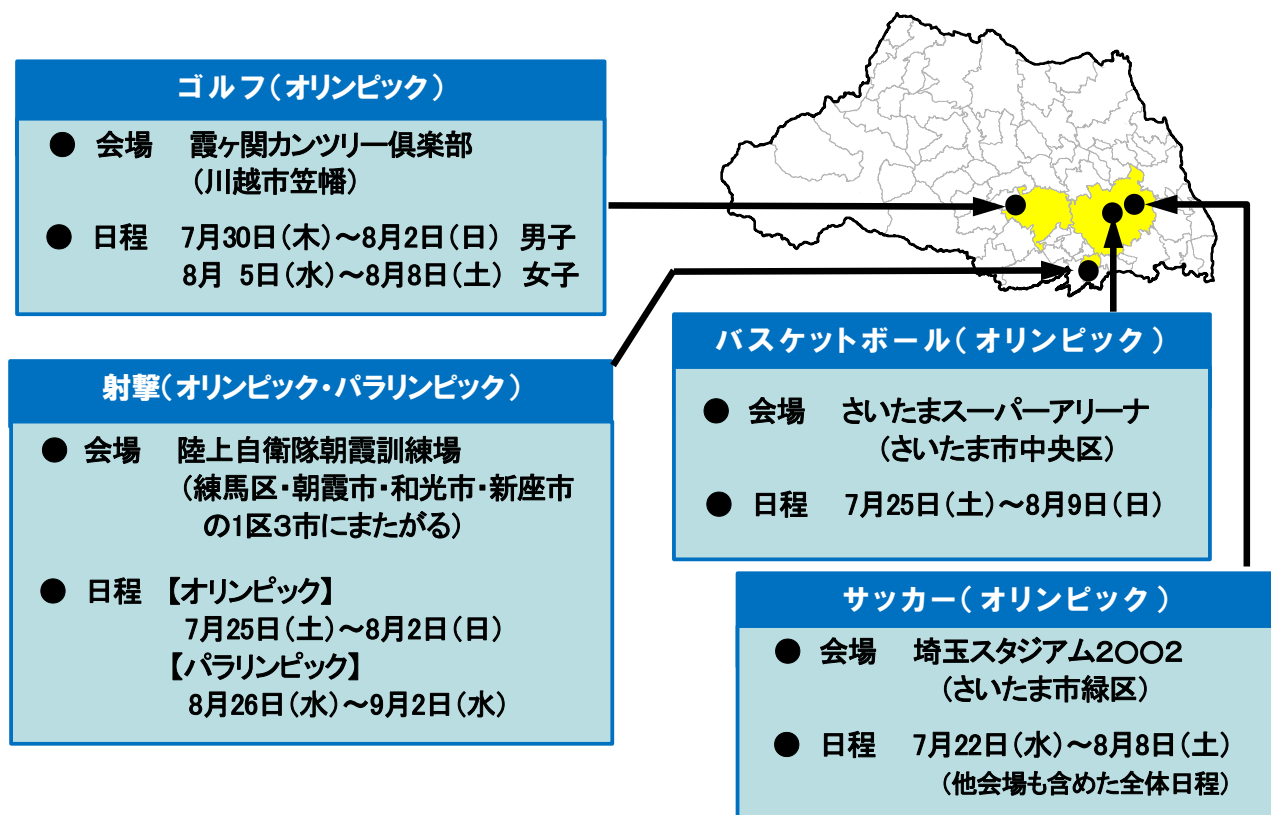 ゴルフ(オリンピック)
● 会場 霞ヶ関カンツリー倶楽部
(川越市笠幡)
● 日程 7月30日(木)~8月2日(日) 男子
8月 5日(水)~8月8日(土) 女子
射撃(オリンピック・パラリンピック)
● 会場 陸上自衛隊朝霞訓練場
(練馬区・朝霞市・和光市・新座市
の1区3市にまたがる)
● 日程 【オリンピック】
7月25日(土)~8月2日(日)
【パラリンピック】
8月26日(水)~9月2日(水)
バスケットボール(オリンピック)
● 会場 さいたまスーパーアリーナ
(さいたま市中央区)
● 日程 7月25日(土)~8月9日(日)
サッカー(オリンピック)
● 会場 埼玉スタジアム2○○2
(さいたま市緑区)
● 日程 7月22日(水)~8月8日(土)
(他会場も含めた全体日程)